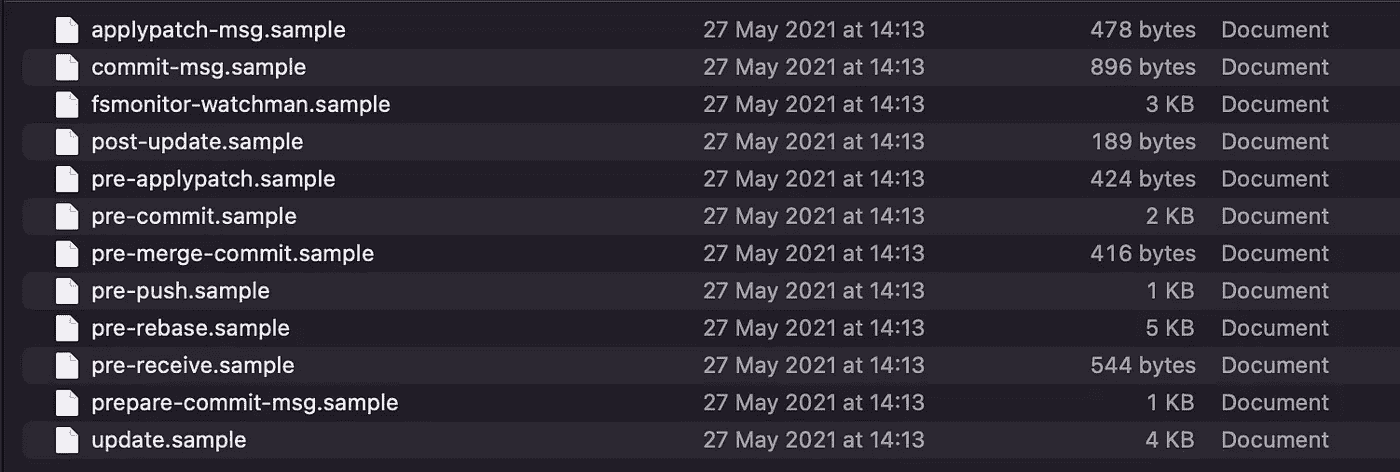 applypatch-msg.sample 27 May 2021 at 14:13 478 bytes Document
commit-msg.sample 27 May 2021 at 14:13 896 bytes Document
fsmonitor-watchman.sample 27 May 2021 at 14:13 3 KB Document
post-update.sample 27 May 2021 at 14:13 189 bytes Document
pre-applypatch.sample 27 May 2021 at 14:13 424 bytes Document
pre-commit.sample 27 May 2021 at 14:13 2 KB Document
pre-merge-commit.sample 27 May 2021 at 14:13 416 bytes Document
pre-push.sample 27 May 2021 at 14:13 1 KB Document
pre-rebase.sample 27 May 2021 at 14:13 5 KB Document
pre-receive.sample 27 May 2021 at 14:13 544 bytes Document
prepare-commit-msg.sample 27 May 2021 at 14:13 1 KB Document
update.sample 27 May 2021 at 14:13 4 KB Document